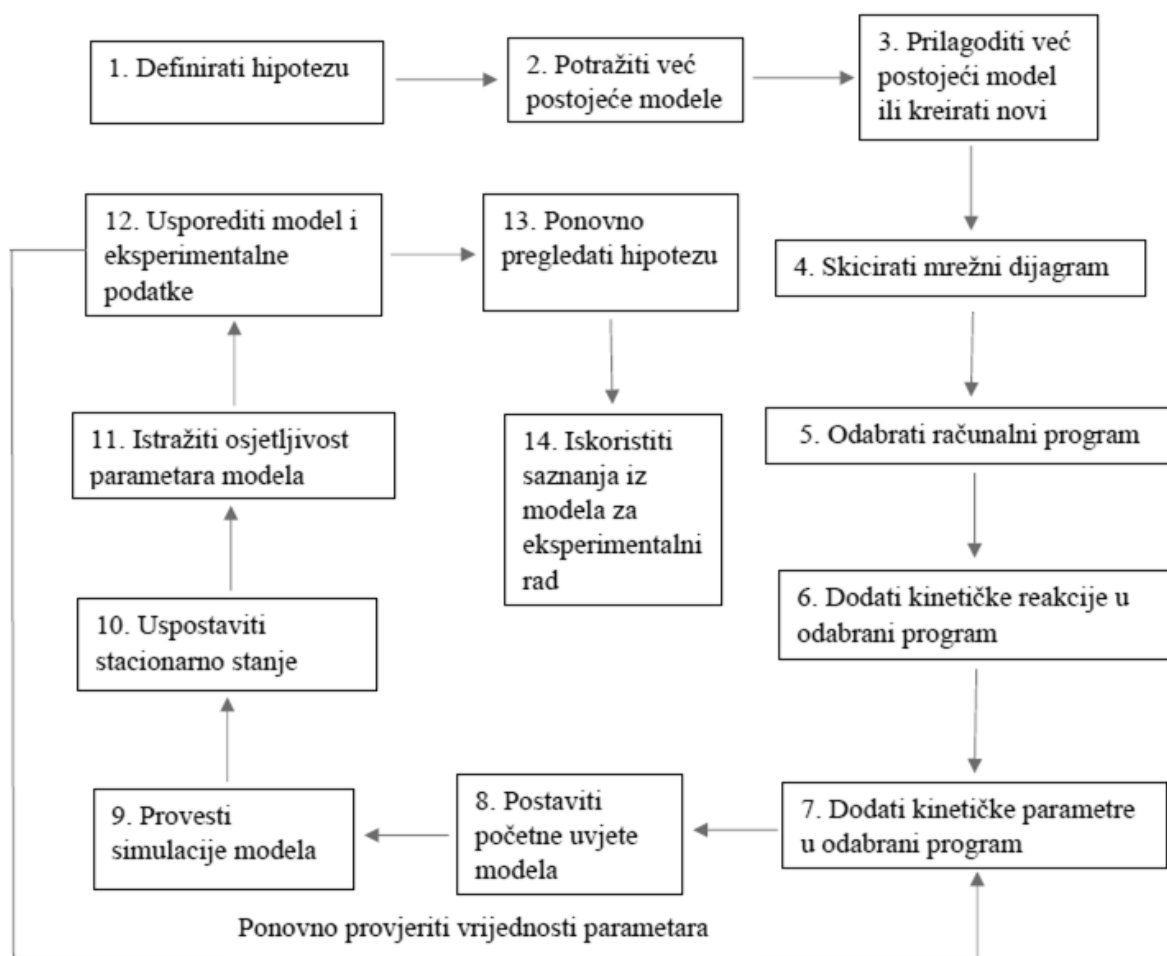 1. Definirati hipotezu
2. Potražiti već
postojeće modele
3. Prilagoditi već
postojeći model
ili kreirati novi
4. Skicirati mrežni dijagram
5. Odabrati računalni program
6. Dodati kinetičke reakcije u
odabrani program
7. Dodati kinetičke parametre
u odabrani program
8. Postaviti
početne uvjete
modela
9. Provesti
simulacije modela
10. Uspostaviti
stacionarno stanje
11. Istražiti osjetljivost
parametara modela
12. Usporediti model i
eksperimentalne
podatke
13. Ponovno
pregledati hipotezu
14. Iskoristiti
saznanja iz
modela za
eksperimentalni
rad
Ponovno provjeriti vrijednosti parametara